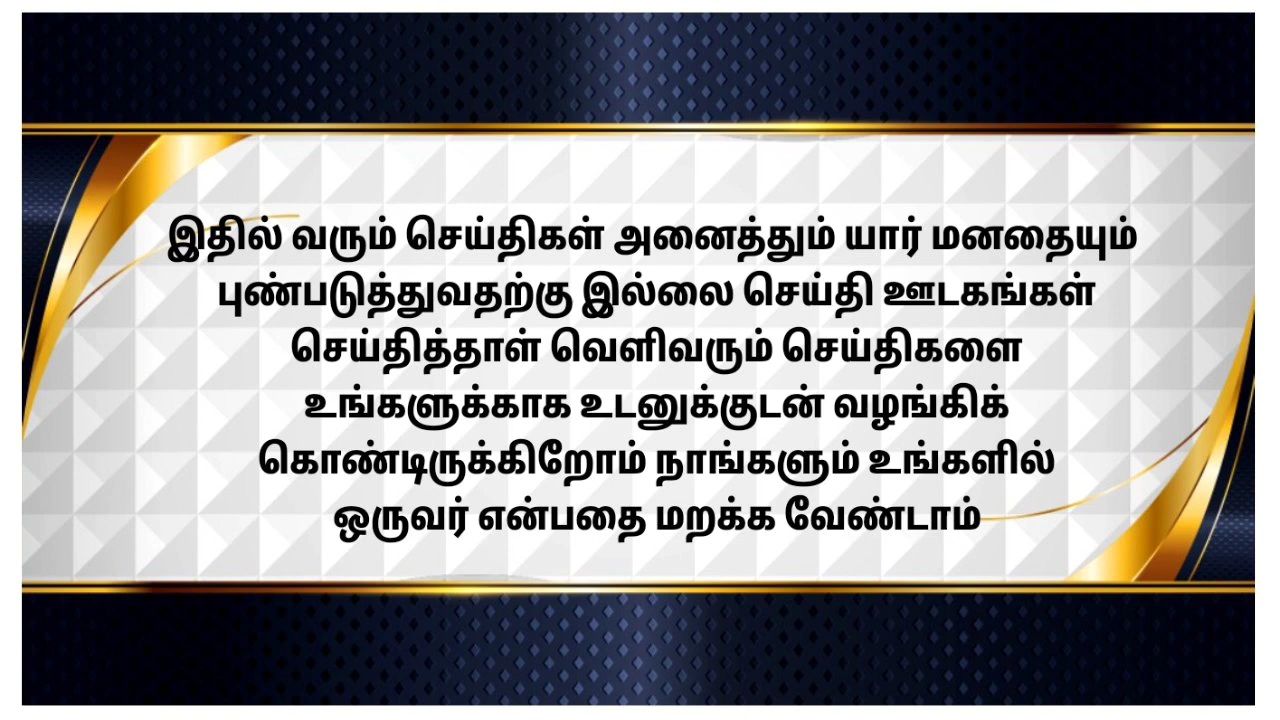 இதில் வரும் செய்திகள் அனைத்தும் யார் மனதையும்
புண்படுத்துவதற்கு இல்லை செய்தி ஊடகங்கள்
செய்தித்தாள் வெளிவரும் செய்திகளை
உங்களுக்காக உடனுக்குடன் வழங்கிக்
கொண்டிருக்கிறோம் நாங்களும் உங்களில்
ஒருவர் என்பதை மறக்க வேண்டாம்